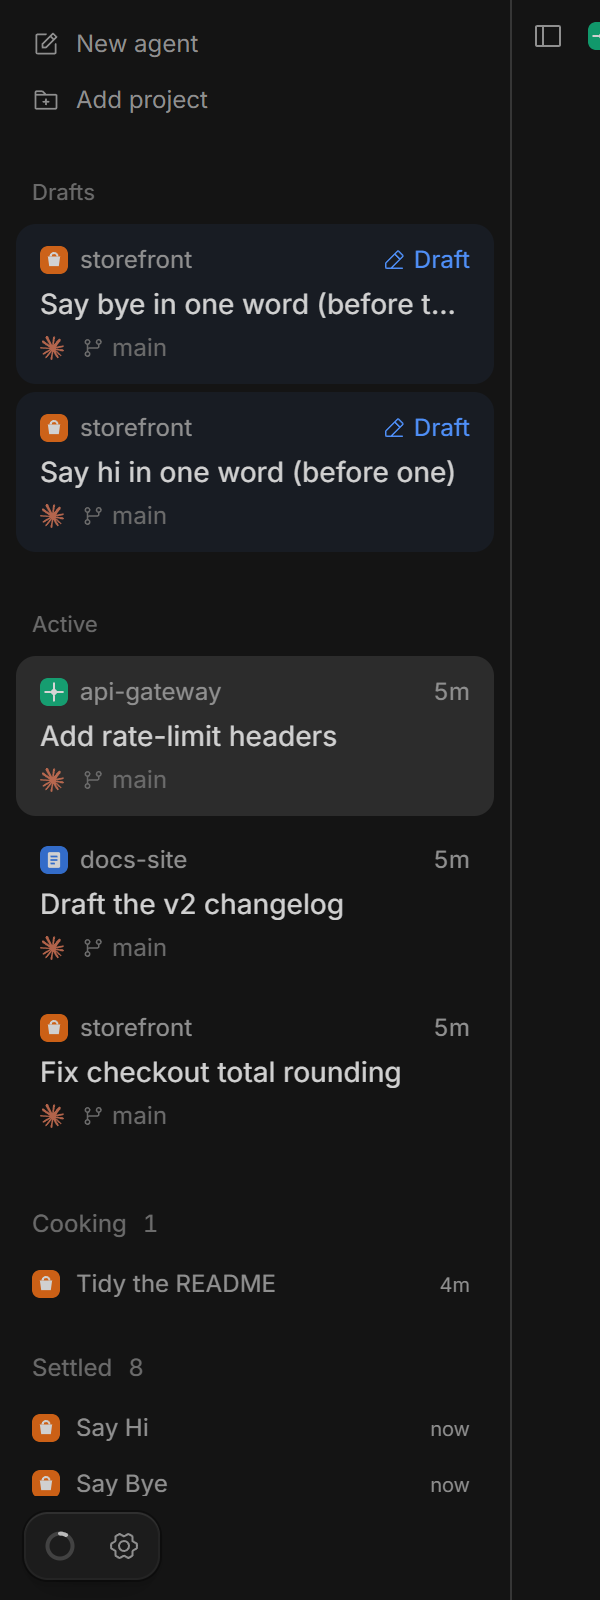 New agent
Add project
Drafts
storefront Draft
Say bye in one word (before t...
main
storefront Draft
Say hi in one word (before one)
main
Active
api-gateway 5m
Add rate-limit headers
main
docs-site 5m
Draft the v2 changelog
main
storefront 5m
Fix checkout total rounding
main
Cooking 1
Tidy the README 4m
Settled 8
Say Hi now
Say Bye now